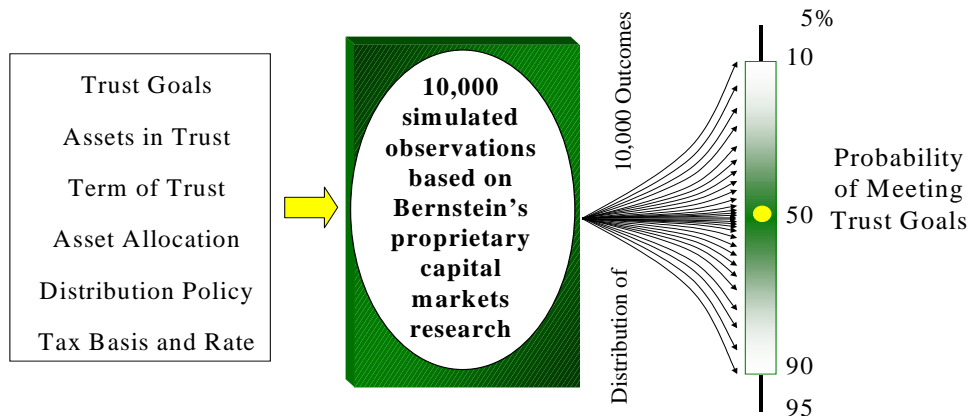 Trust Goals
Assets in Trust
Term of Trust
Asset Allocation
Distribution Policy
Tax Basis and Rate
10,000
simulated
observations
based on
Bernstein’s
proprietary
capital
markets
research
Distribution of
10,000 Outcomes
5%
10
50
90
95
Probability
of Meeting
Trust Goals